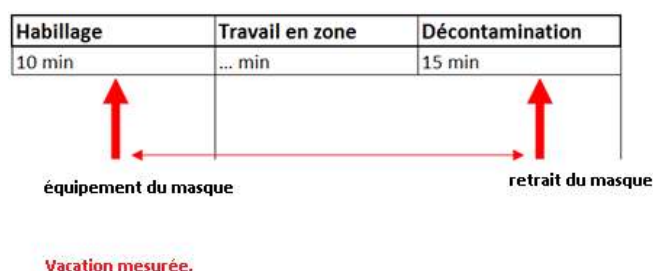 Habillage Travail en zone Décontamination
10 min ... min 15 min
équipement du masque retrait du masque
Vacation mesurée.